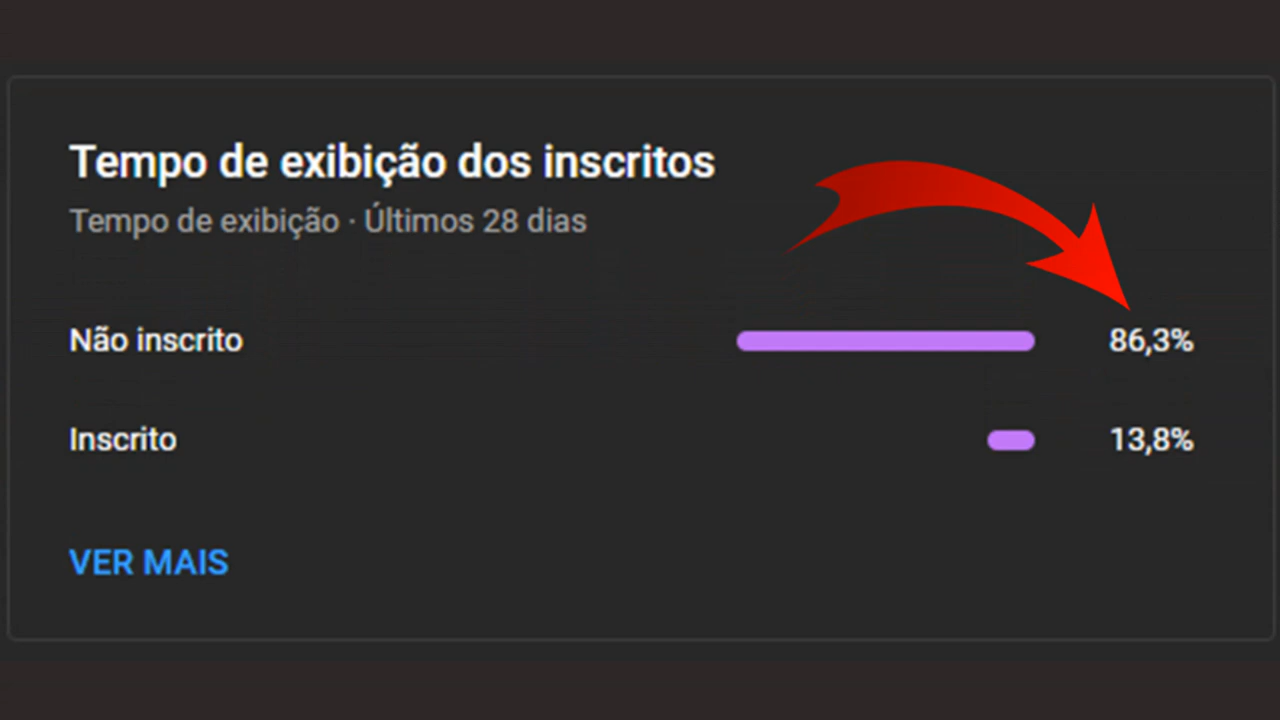 Tempo de exibição dos inscritos
Tempo de exibição · Últimos 28 dias
Não inscrito 86,3%
Inscrito 13,8%
VER MAIS